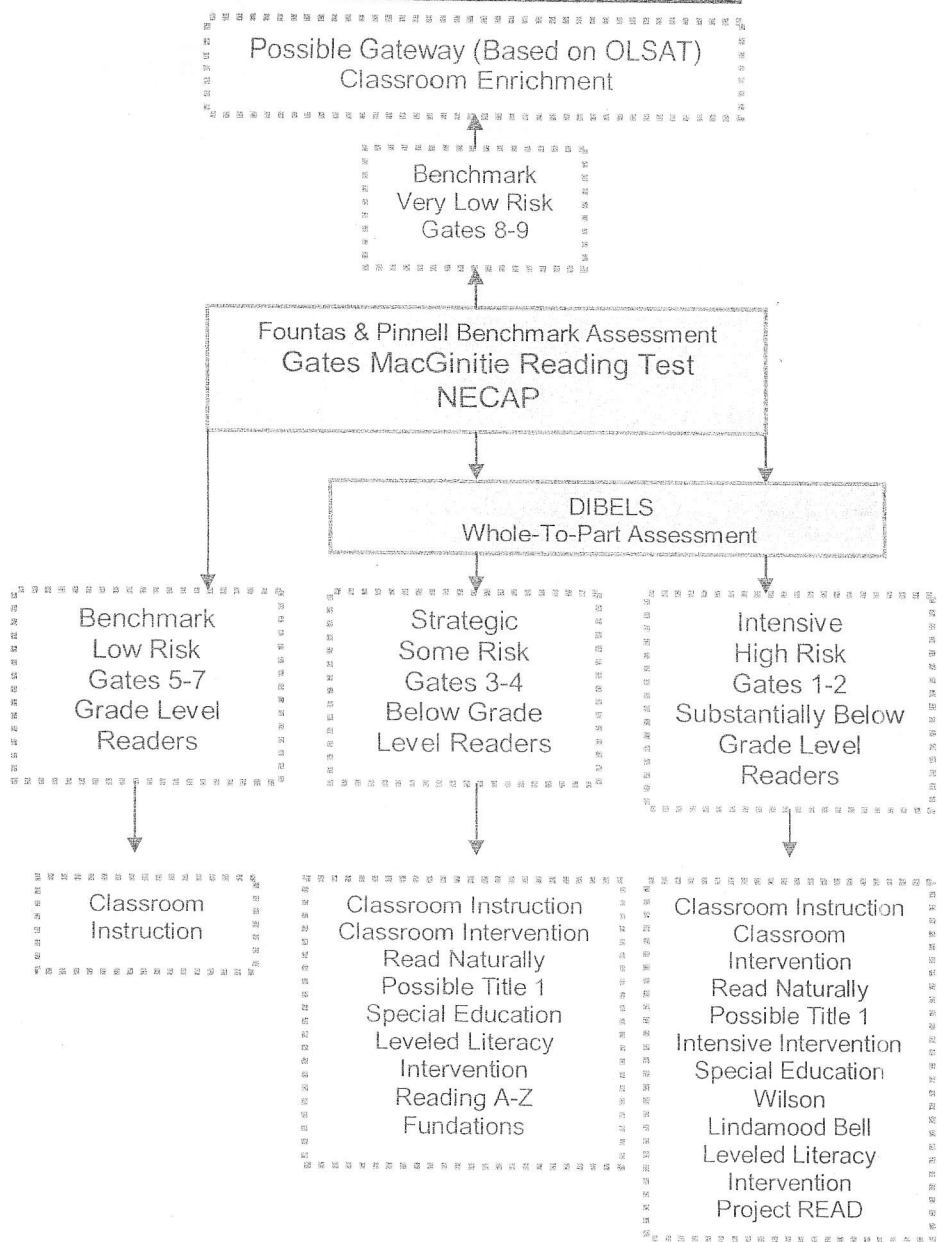 Possible Gateway (Based on OLSAT)
Classroom Enrichment
Benchmark
Very Low Risk
Gates 8-9
Fountas & Pinnell Benchmark Assessment
Gates MacGinitie Reading Test
NECAP
DIBELS
Whole-To-Part Assessment
Benchmark
Low Risk
Gates 5-7
Grade Level
Readers
Strategic
Some Risk
Gates 3-4
Below Grade
Level Readers
Intensive
High Risk
Gates 1-2
Substantially Below
Grade Level
Readers
Classroom
Instruction
Classroom Instruction
Classroom Intervention
Read Naturally
Possible Title 1
Special Education
Leveled Literacy
Intervention
Reading A-Z
Fundations
Classroom Instruction
Classroom
Intervention
Read Naturally
Possible Title 1
Intensive Intervention
Special Education
Wilson
Lindamood Bell
Leveled Literacy
Intervention
Project READ